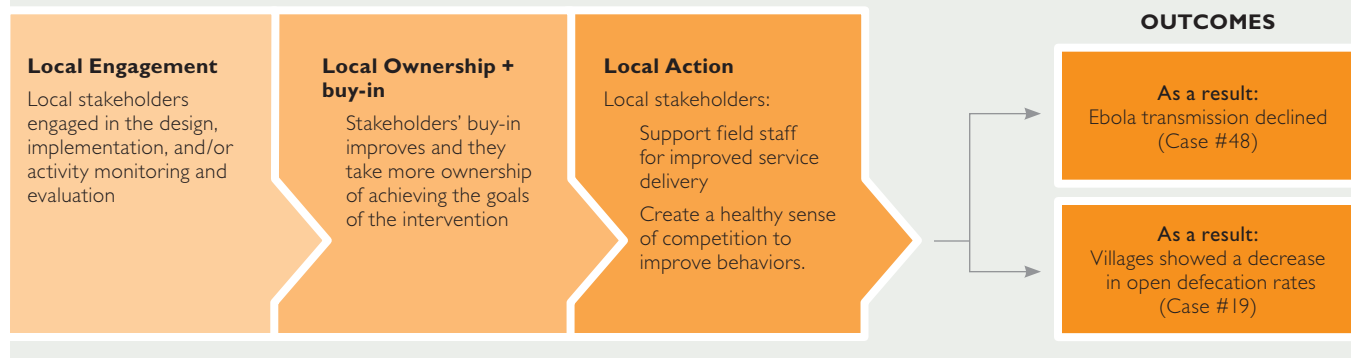 Local Engagement
Local stakeholders
engaged in the design,
implementation, and/or
activity monitoring and
evaluation
Local Ownership +
buy-in
Stakeholders’ buy-in
improves and they
take more ownership
of achieving the goals
of the intervention
Local Action
Local stakeholders:
Support field staff
for improved service
delivery
Create a healthy sense
of competition to
improve behaviors.
OUTCOMES
As a result:
Ebola transmission declined
(Case #48)
As a result:
Villages showed a decrease
in open defecation rates
(Case #19)